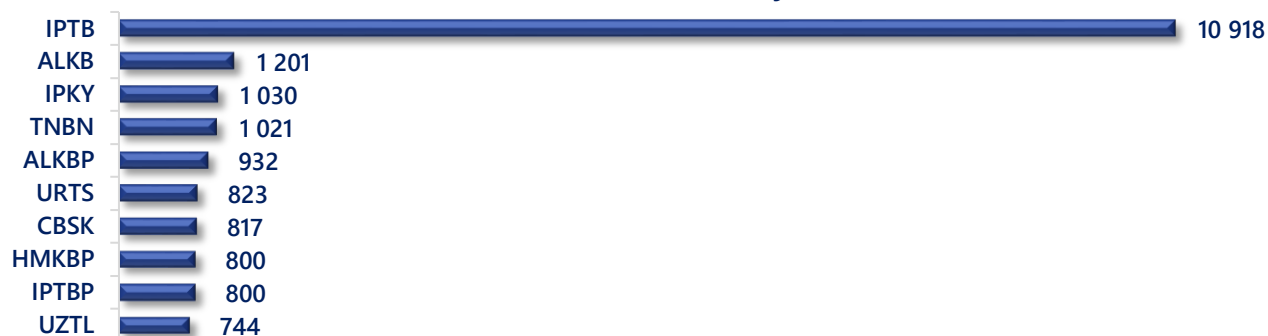 IPTB 10 918
ALKB 1 201
IPKY 1 030
TNBN 1 021
ALKBP 932
URTS 823
CBSK 817
HMKBP 800
IPTBP 800
UZTL 744